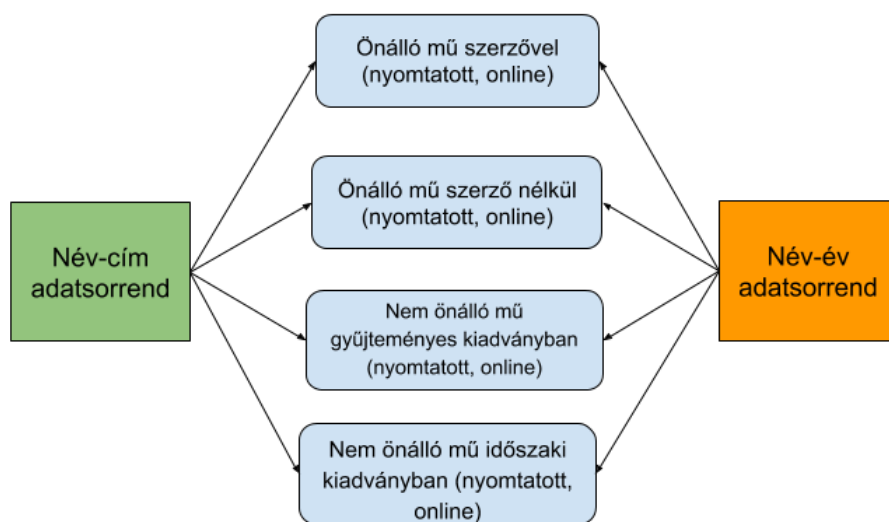 Önálló mű szerzővel
(nyomtatott, online)
Önálló mű szerző nélkül
(nyomtatott, online)
Név-cím
adatsorrend
Név-év
adatsorrend
Nem önálló mű
gyűjteményes kiadványban
(nyomtatott, online)
Nem önálló mű időszaki
kiadványban (nyomtatott,
online)